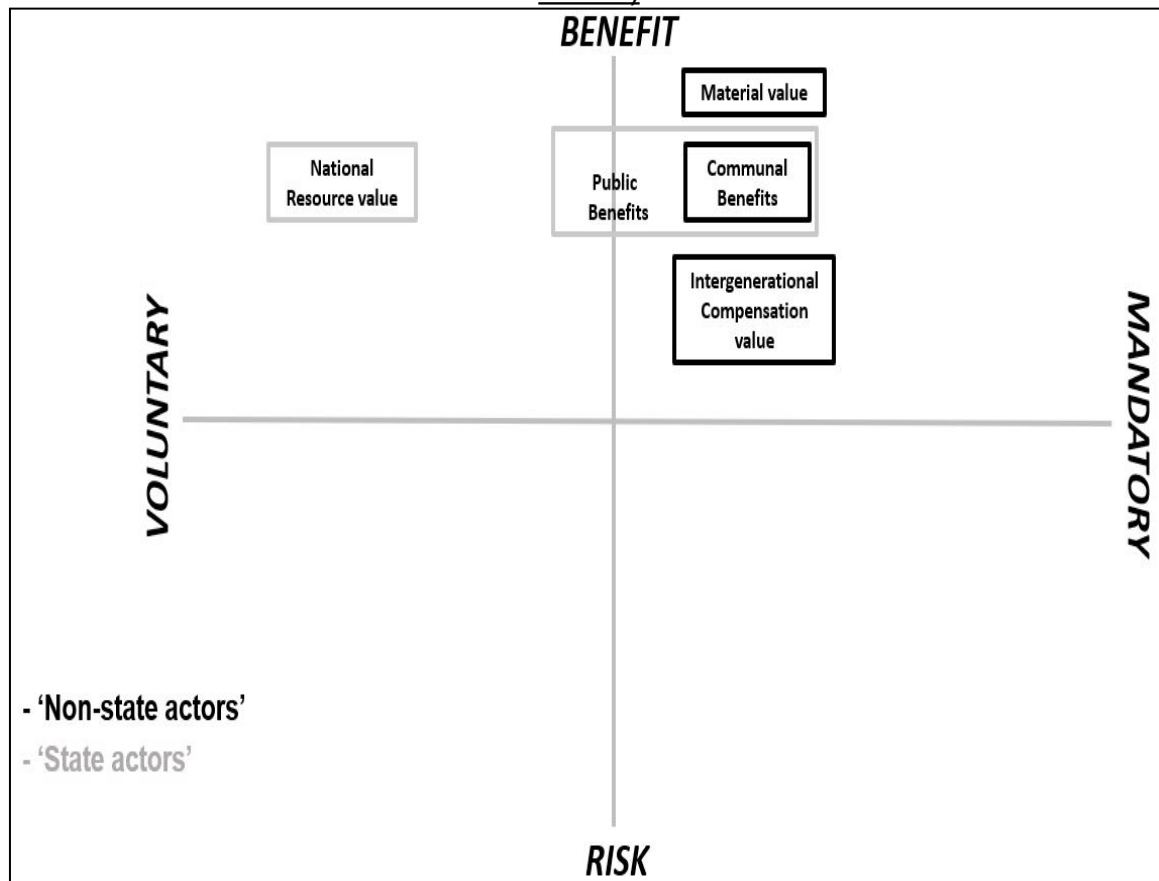 BENEFIT
Material value
National
Resource value
Public
Benefits
Communal
Benefits
Intergenerational
Compensation
value
VOLUNTARY
MANDATORY
- ‘Non-state actors’
- ‘State actors’
RISK